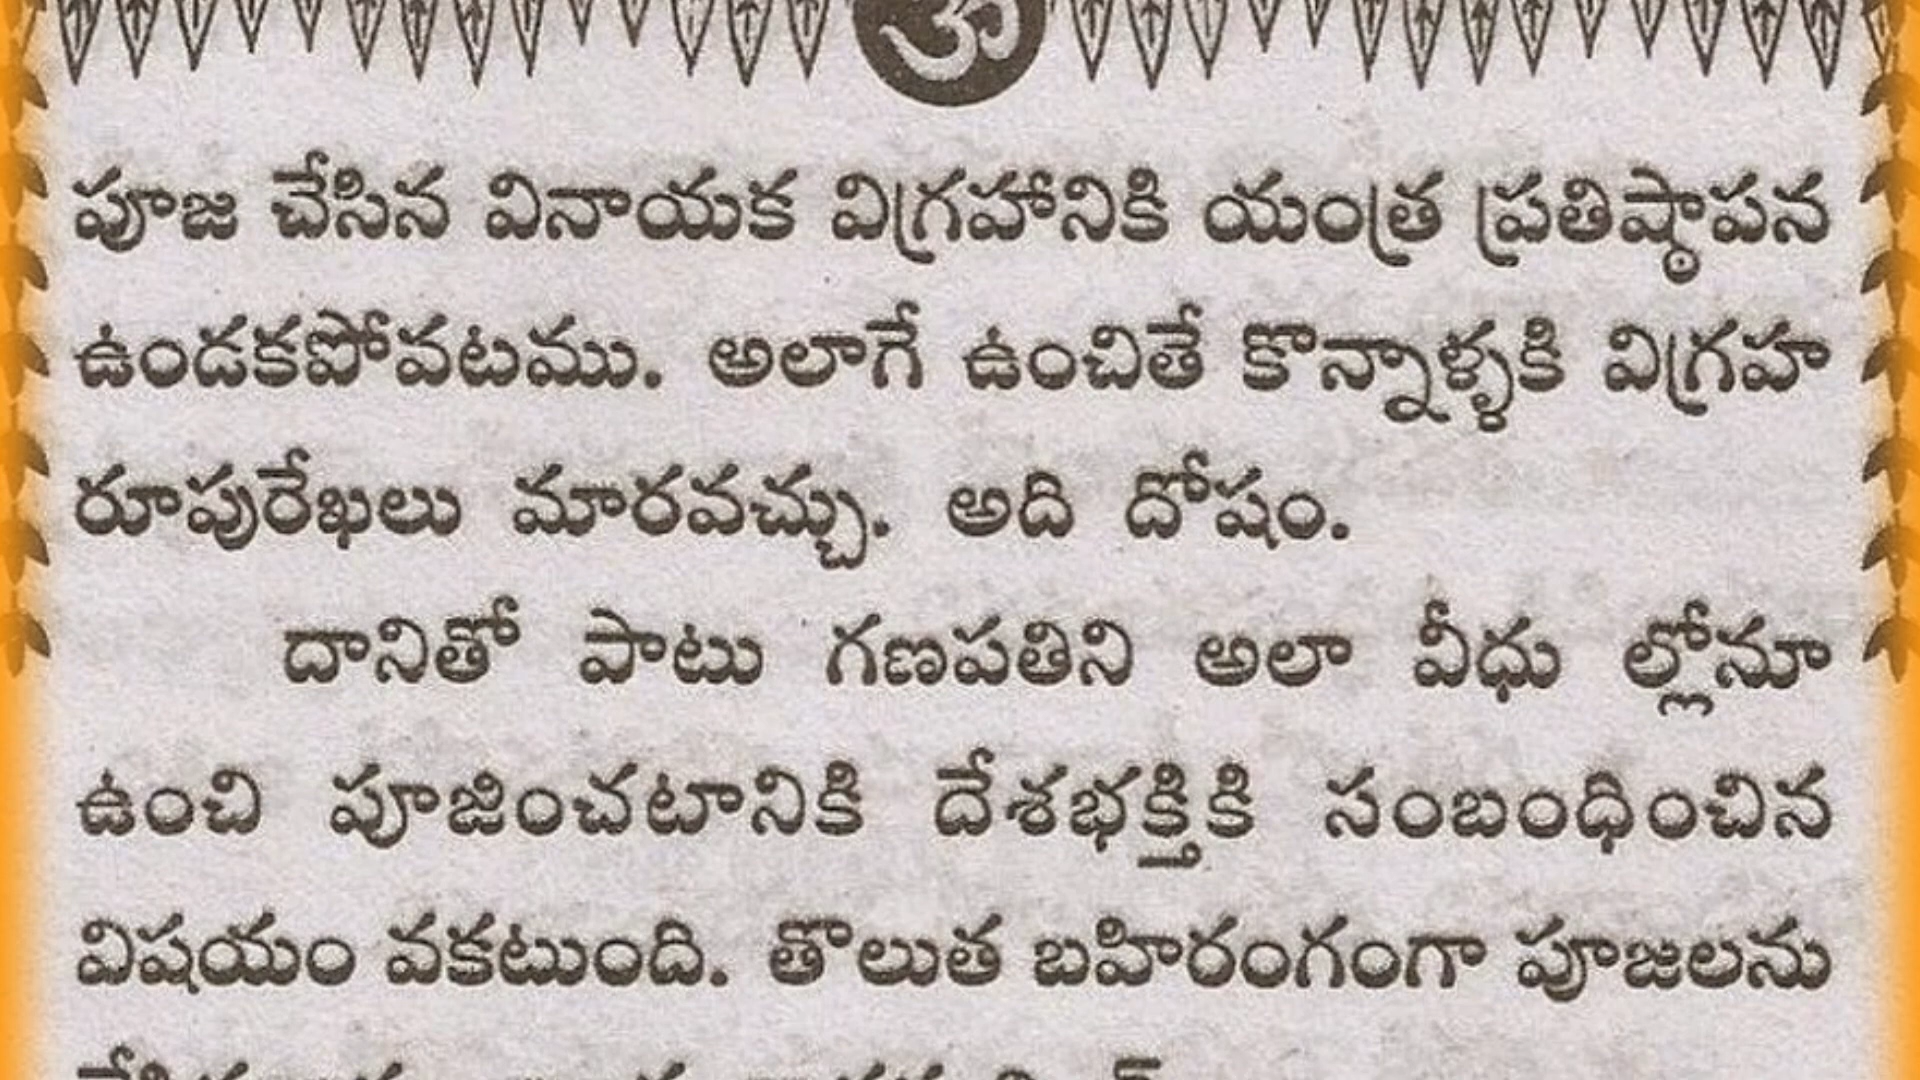 ॐ
పూజ చేసిన వినాయక విగ్రహానికి యంత్ర ప్రతిష్ఠాపన
ఉండకపోవటము. అలాగే ఉంచితే కొన్నాళ్ళకి విగ్రహ
రూపురేఖలు మారవచ్చు. అది దోషం.
దానితో పాటు గణపతిని అలా వీధు ల్లోనూ
ఉంచి పూజించటానికి దేశభక్తికి సంబంధించిన
విషయం వకటుంది. తొలుత బహిరంగంగా పూజలను